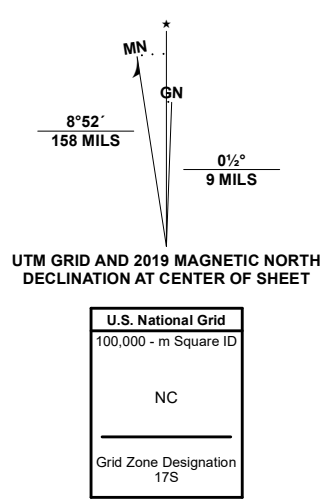 MN
GN
8°52´
158 MILS
0½°
9 MILS
UTM GRID AND 2019 MAGNETIC NORTH
DECLINATION AT CENTER OF SHEET
U.S. National Grid
100,000 - m Square ID
NC
Grid Zone Designation
17S